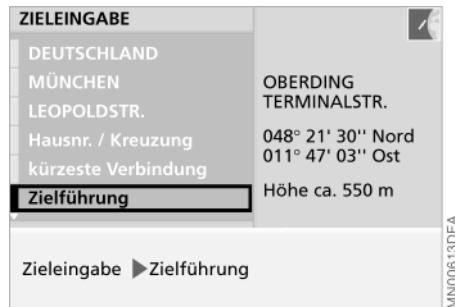 ZIELEINGABE
DEUTSCHLAND
MÜNCHEN
LEOPOLDSTR.
Hausnr. / Kreuzung
kürzeste Verbindung
Zielführung
OBERDING
TERMINALSTR.
048° 21' 30'' Nord
011° 47' 03'' Ost
Höhe ca. 550 m
Zieleingabe ▶Zielführung
MN00613DEA